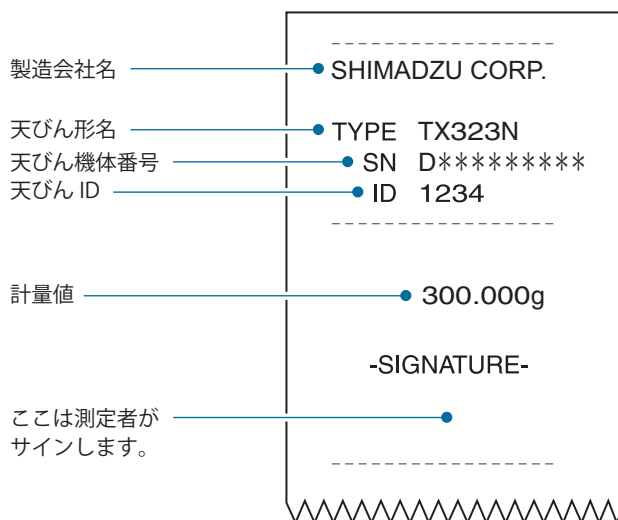 製造会社名
SHIMADZU CORP.
天びん形名
TYPE TX323N
天びん機体番号
SN D*********
天びん ID
ID 1234
計量値
300.000g
-SIGNATURE-
ここは測定者が
サインします。